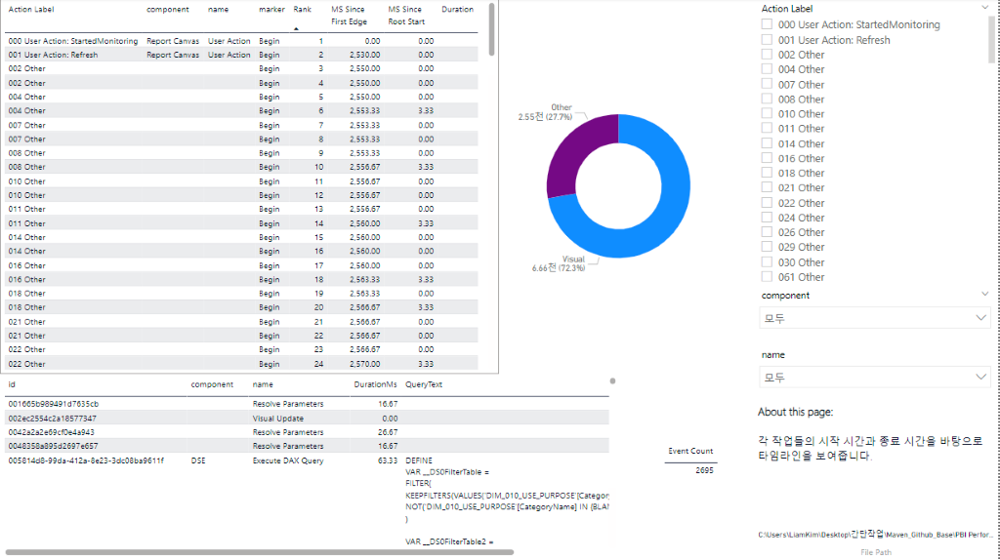 Action Label component name marker Rank MS Since First Edge MS Since Root Start Duration
000 User Action: StartedMonitoring Report Canvas User Action Begin 1 0.00 0.00
001 User Action: Refresh Report Canvas User Action Begin 2 2,530.00 0.00
002 Other Begin 3 2,550.00 0.00
002 Other Begin 4 2,550.00 0.00
004 Other Begin 5 2,550.00 0.00
004 Other Begin 6 2,553.33 3.33
007 Other Begin 7 2,553.33 0.00
007 Other Begin 8 2,553.33 0.00
008 Other Begin 9 2,553.33 0.00
008 Other Begin 10 2,556.67 3.33
010 Other Begin 11 2,556.67 0.00
010 Other Begin 12 2,556.67 0.00
011 Other Begin 13 2,556.67 0.00
011 Other Begin 14 2,560.00 3.33
014 Other Begin 15 2,560.00 0.00
014 Other Begin 16 2,560.00 0.00
016 Other Begin 17 2,560.00 0.00
016 Other Begin 18 2,563.33 3.33
018 Other Begin 19 2,563.33 0.00
018 Other Begin 20 2,566.67 3.33
021 Other Begin 21 2,566.67 0.00
021 Other Begin 22 2,566.67 0.00
022 Other Begin 23 2,566.67 0.00
022 Other Begin 24 2,570.00 3.33
Other
2.55천 (27.7%)
Visual
6.66천 (72.3%)
Action Label
000 User Action: StartedMonitoring
001 User Action: Refresh
002 Other
004 Other
007 Other
008 Other
010 Other
011 Other
014 Other
016 Other
018 Other
021 Other
022 Other
024 Other
026 Other
029 Other
030 Other
061 Other
component
모두
name
모두
About this page:
각 작업들의 시작 시간과 종료 시간을 바탕으로
타임라인을 보여줍니다.
id component name DurationMs QueryText
001665b989491d7635cb Resolve Parameters 16.67
002ec2554c2a18577347 Visual Update 0.00
0042a2a2e69cf0e4a943 Resolve Parameters 26.67
0048358a895d2697e657 Resolve Parameters 16.67
005814d8-99da-412a-8e23-3dc08ba9611f DSE Execute DAX Query 63.33 DEFINE
VAR __DS0FilterTable =
FILTER(
KEEPFILTERS(VALUES('DIM_010_USE_PURPOSE'[Categor
NOT('DIM_010_USE_PURPOSE'[CategoryName] IN {BLAN
)
VAR __DS0FilterTable2 =
Event Count
2695
C:\Users\LiamKim\Desktop\간단작업\Maven_Github_Base\PBI Perfor...
File Path